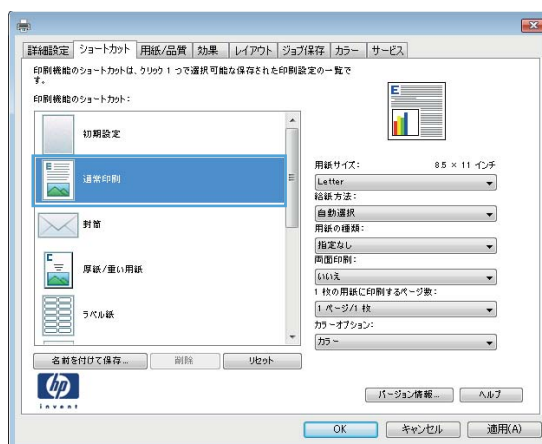 詳細設定 ショートカット 用紙/品質 効果 レイアウト ジョブ保存 カラー サービス
印刷機能のショートカットは、クリック 1 つで選択可能な保存された印刷設定の一覧で
す。
印刷機能のショートカット:
初期設定
通常印刷
封筒
厚紙/重い用紙
ラベル紙
名前を付けて保存... 削除 リセット
E
用紙サイズ: 8.5 × 11 インチ
Letter
給紙方法:
自動選択
用紙の種類:
指定なし
両面印刷:
いいえ
1 枚の用紙に印刷するページ数:
1 ページ/1 枚
カラーオプション:
カラー
hp
invent
バージョン情報... ヘルプ
OK キャンセル 適用(A)